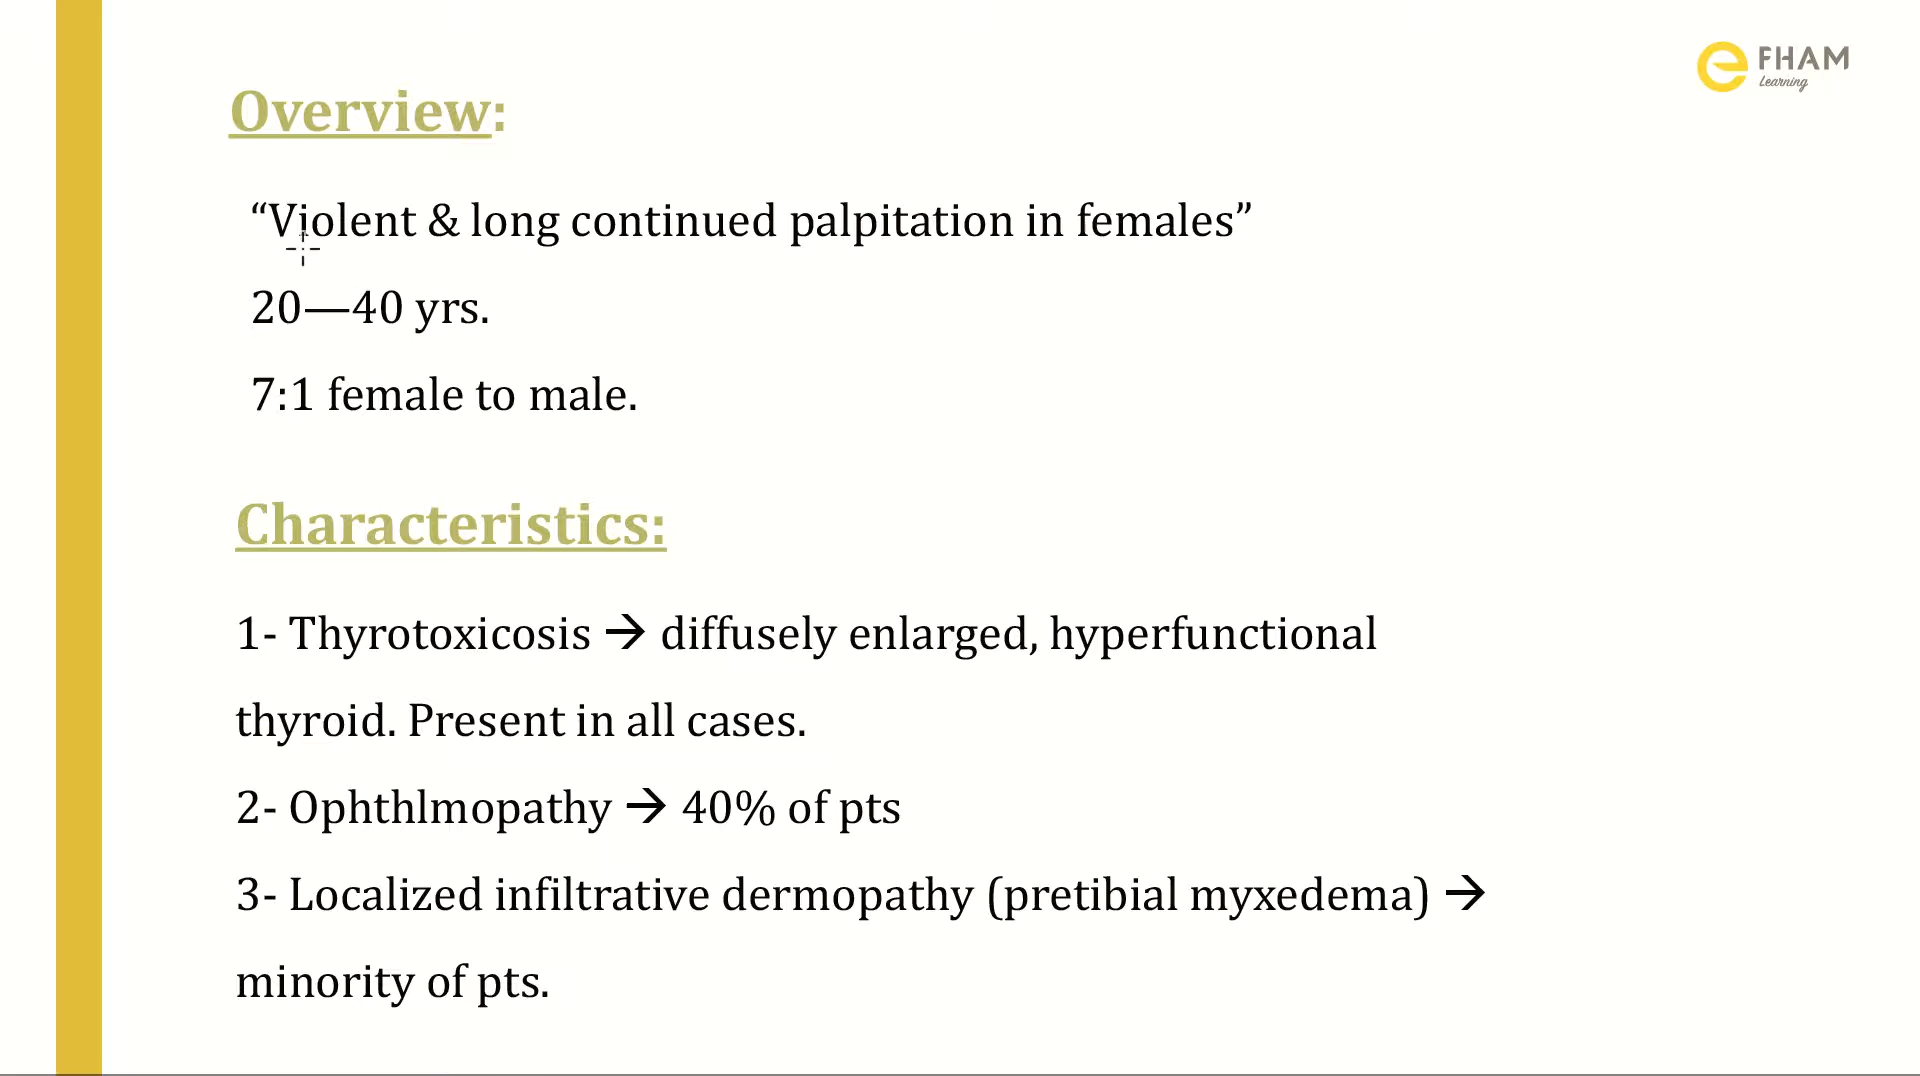 e FHAM
Learning
Overview:
“Violent & long continued palpitation in females”
20—40 yrs.
7:1 female to male.
Characteristics:
1- Thyrotoxicosis → diffusely enlarged, hyperfunctional
thyroid. Present in all cases.
2- Ophthlmopathy → 40% of pts
3- Localized infiltrative dermopathy (pretibial myxedema) →
minority of pts.